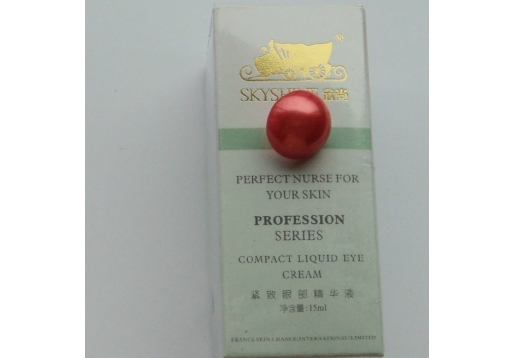 PERFECT NURSE FOR
YOUR SKIN
PROFESSION
SERIES
COMPACT LIQUID EYE
CREAM
紧致眼部精华液
净含量:15ml